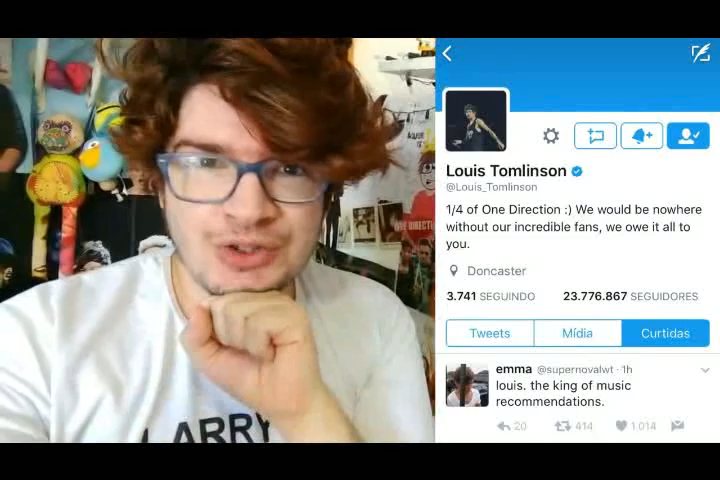 LARRY
ONE DIRECTION
Louis Tomlinson
@Louis_Tomlinson
1/4 of One Direction :) We would be nowhere
without our incredible fans, we owe it all to
you.
Doncaster
3.741 SEGUINDO 23.776.867 SEGUIDORES
Tweets Mídia Curtidas
emma @supernovalwt · 1h
louis. the king of music
recommendations.
20 414 1.014